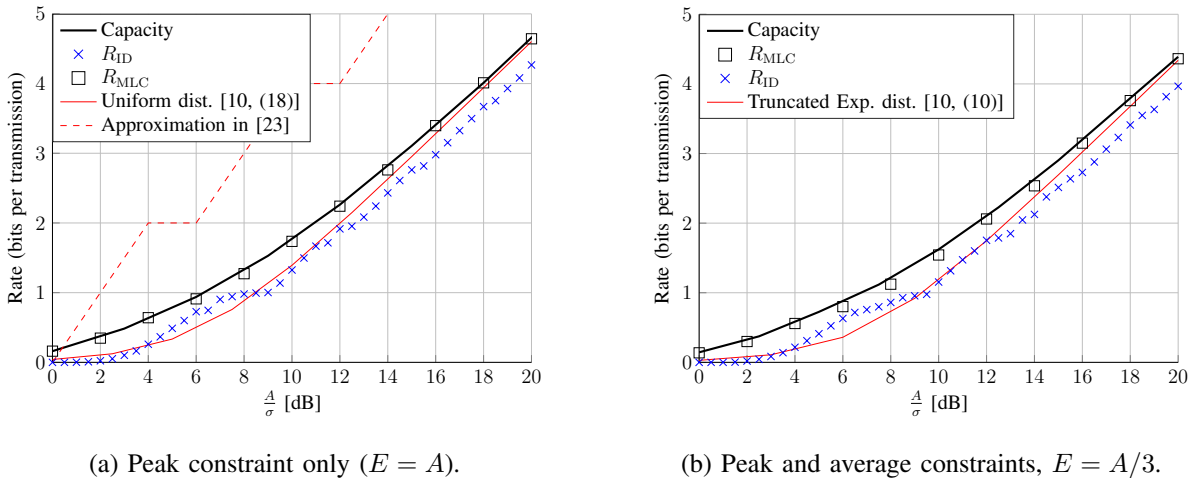 5
4
3
2
1
0
Rate (bits per transmission)
Capacity
R_ID
R_MLC
Uniform dist. [10, (18)]
Approximation in [23]
0 2 4 6 8 10 12 14 16 18 20
A/σ [dB]
(a) Peak constraint only (E = A).
5
4
3
2
1
0
Rate (bits per transmission)
Capacity
R_MLC
R_ID
Truncated Exp. dist. [10, (10)]
0 2 4 6 8 10 12 14 16 18 20
A/σ [dB]
(b) Peak and average constraints, E = A/3.